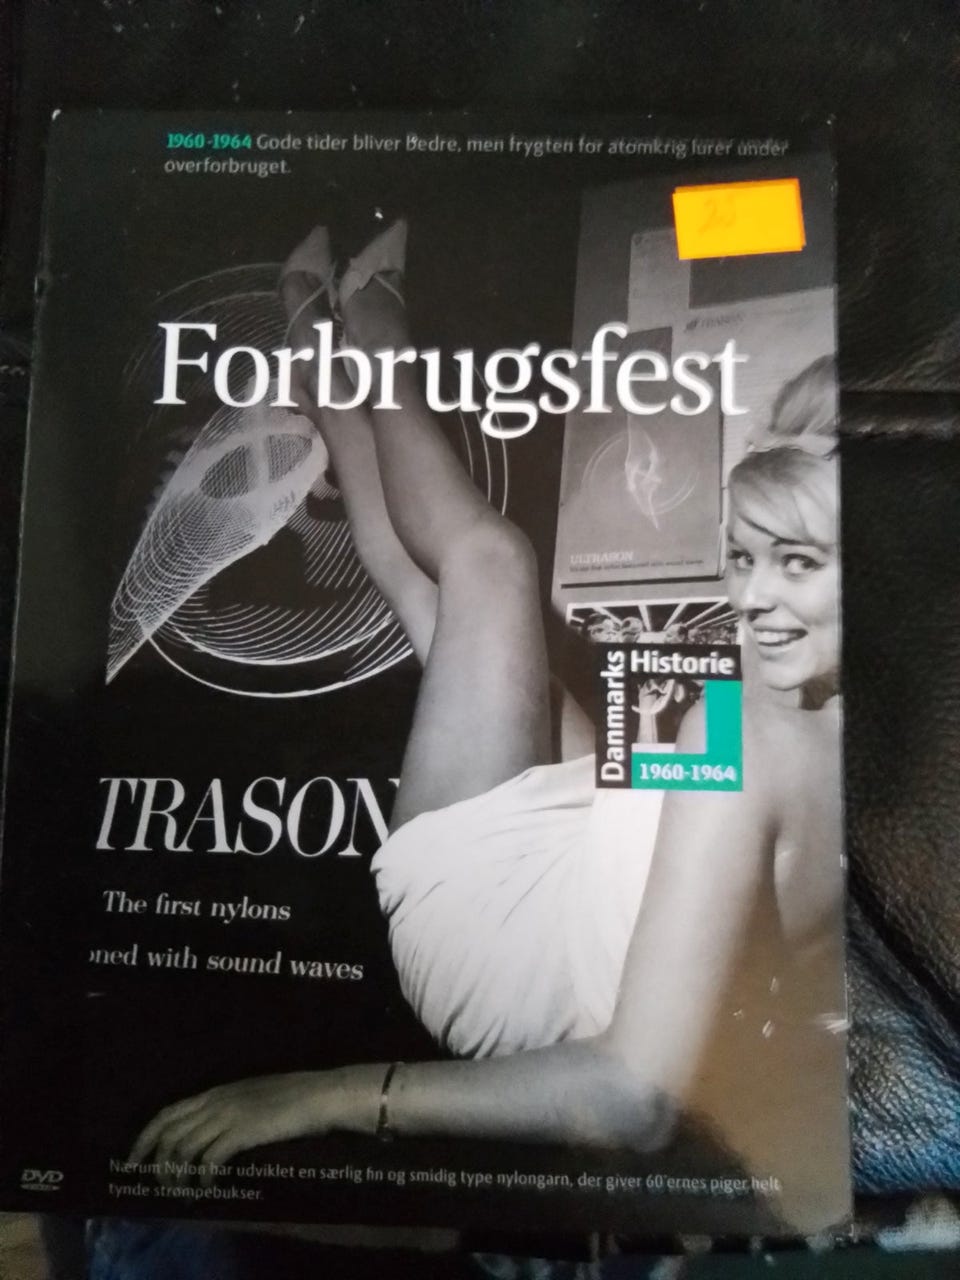 1960-1964 Gode tider bliver bedre, men frygten for atomkrig lurer under
overforbruget.
Forbrugsfest
ULTRASON
Danmarks
Historie
1960-1964
TRASON
The first nylons
oned with sound waves
DVD
Nærum Nylon har udviklet en særlig fin og smidig type nylongarn, der giver 60'ernes piger helt
tynde strømpebukser.